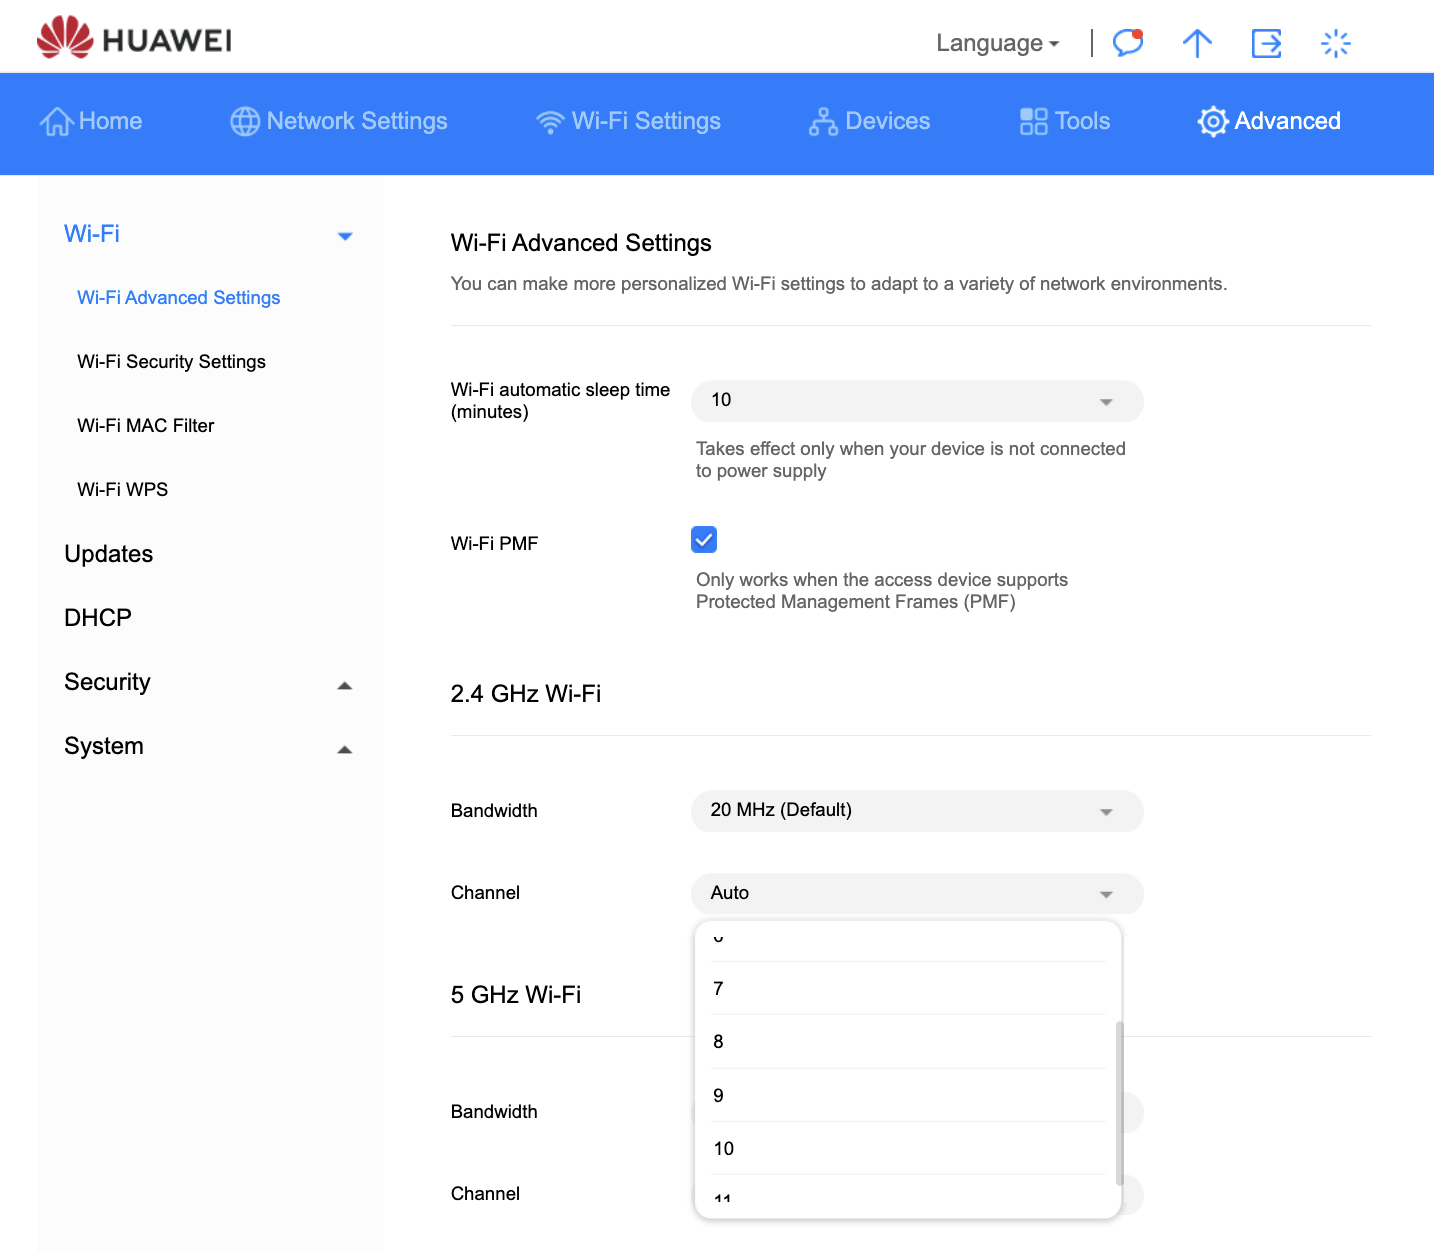 HUAWEI
Language
Home
Network Settings
Wi-Fi Settings
Devices
Tools
Advanced
Wi-Fi
Wi-Fi Advanced Settings
Wi-Fi Security Settings
Wi-Fi MAC Filter
Wi-Fi WPS
Updates
DHCP
Security
System
Wi-Fi Advanced Settings
You can make more personalized Wi-Fi settings to adapt to a variety of network environments.
Wi-Fi automatic sleep time
(minutes)
10
Takes effect only when your device is not connected
to power supply
Wi-Fi PMF
Only works when the access device supports
Protected Management Frames (PMF)
2.4 GHz Wi-Fi
Bandwidth
20 MHz (Default)
Channel
Auto
7
8
9
10
11
5 GHz Wi-Fi
Bandwidth
Channel